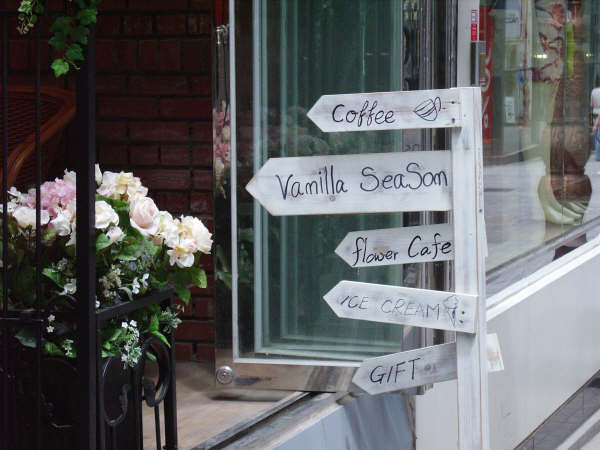 Coffee
Vanilla SeaSon
flower Cafe
ICE CREAM
GIFT